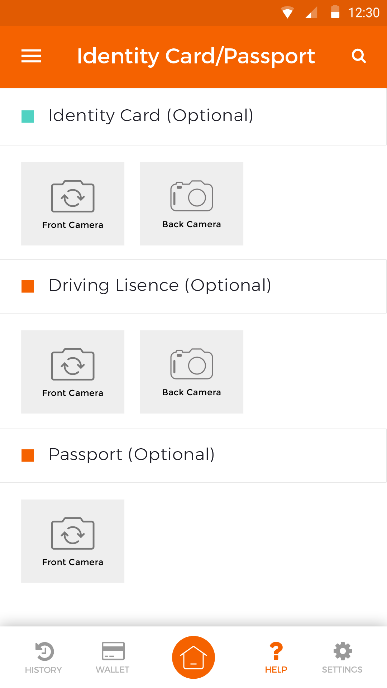 12:30
Identity Card/Passport
Identity Card (Optional)
Front Camera
Back Camera
Driving Lisence (Optional)
Front Camera
Back Camera
Passport (Optional)
Front Camera
HISTORY
WALLET
HELP
SETTINGS